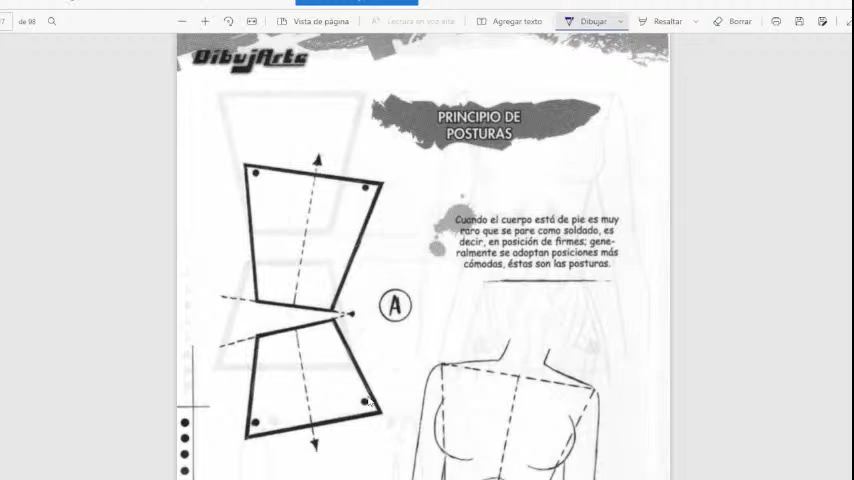 de 98
Vista de página
Lectura en voz alta
Agregar texto
Dibujar
Resaltar
Borrar
DibujArte
PRINCIPIO DE
POSTURAS
Cuando el cuerpo está de pie es muy
raro que se pare como soldado, es
decir, en posición de firmes; gene-
ralmente se adoptan posiciones más
cómodas, éstas son las posturas.
A